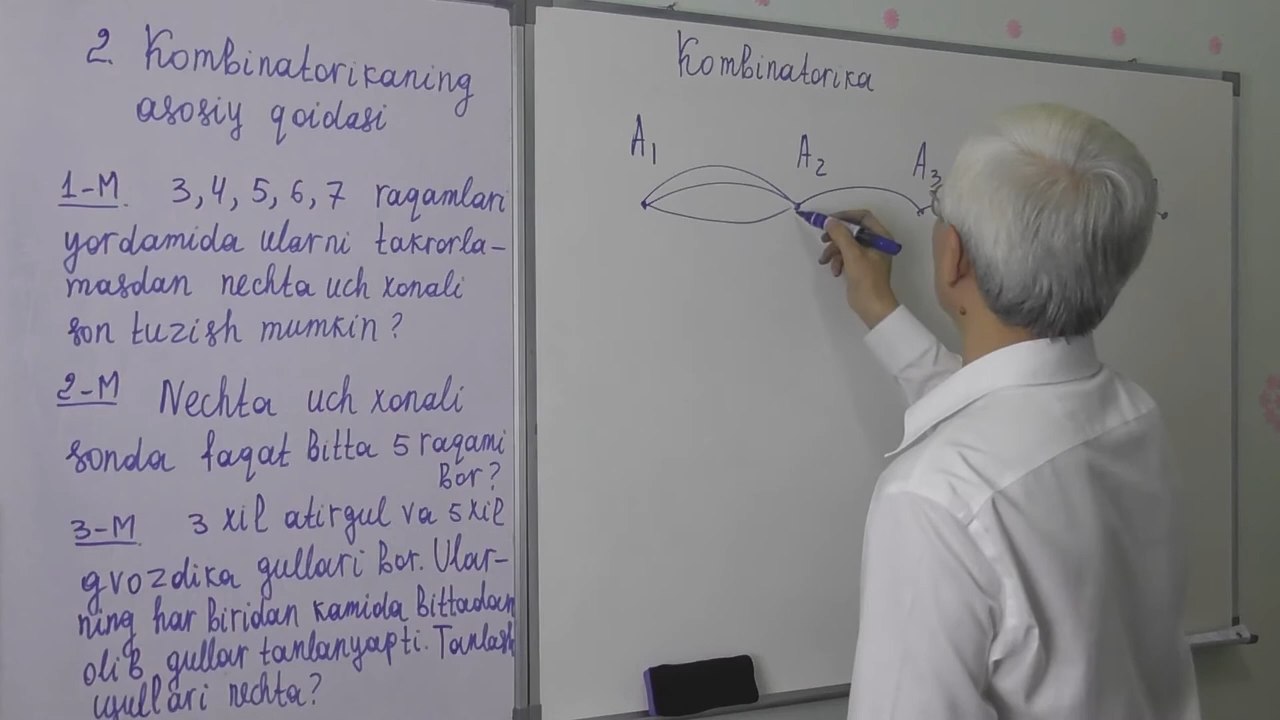 2. Kombinatorikaning
asosiy qoidasi
1-M. 3, 4, 5, 6, 7 raqamlari
yordamida ularni takrorla-
masdan nechta uch xonali
son tuzish mumkin?
2-M Nechta uch xonali
sonda faqat bitta 5 raqami
bor?
3-M. 3 xil atirgul va 5 xil
gvozdika gullari bor. Ular-
ning har biridan kamida bittadan
olib gullar tanlanyapti. Tanlash
usullari nechta?
Kombinatorika
A1 A2 A3